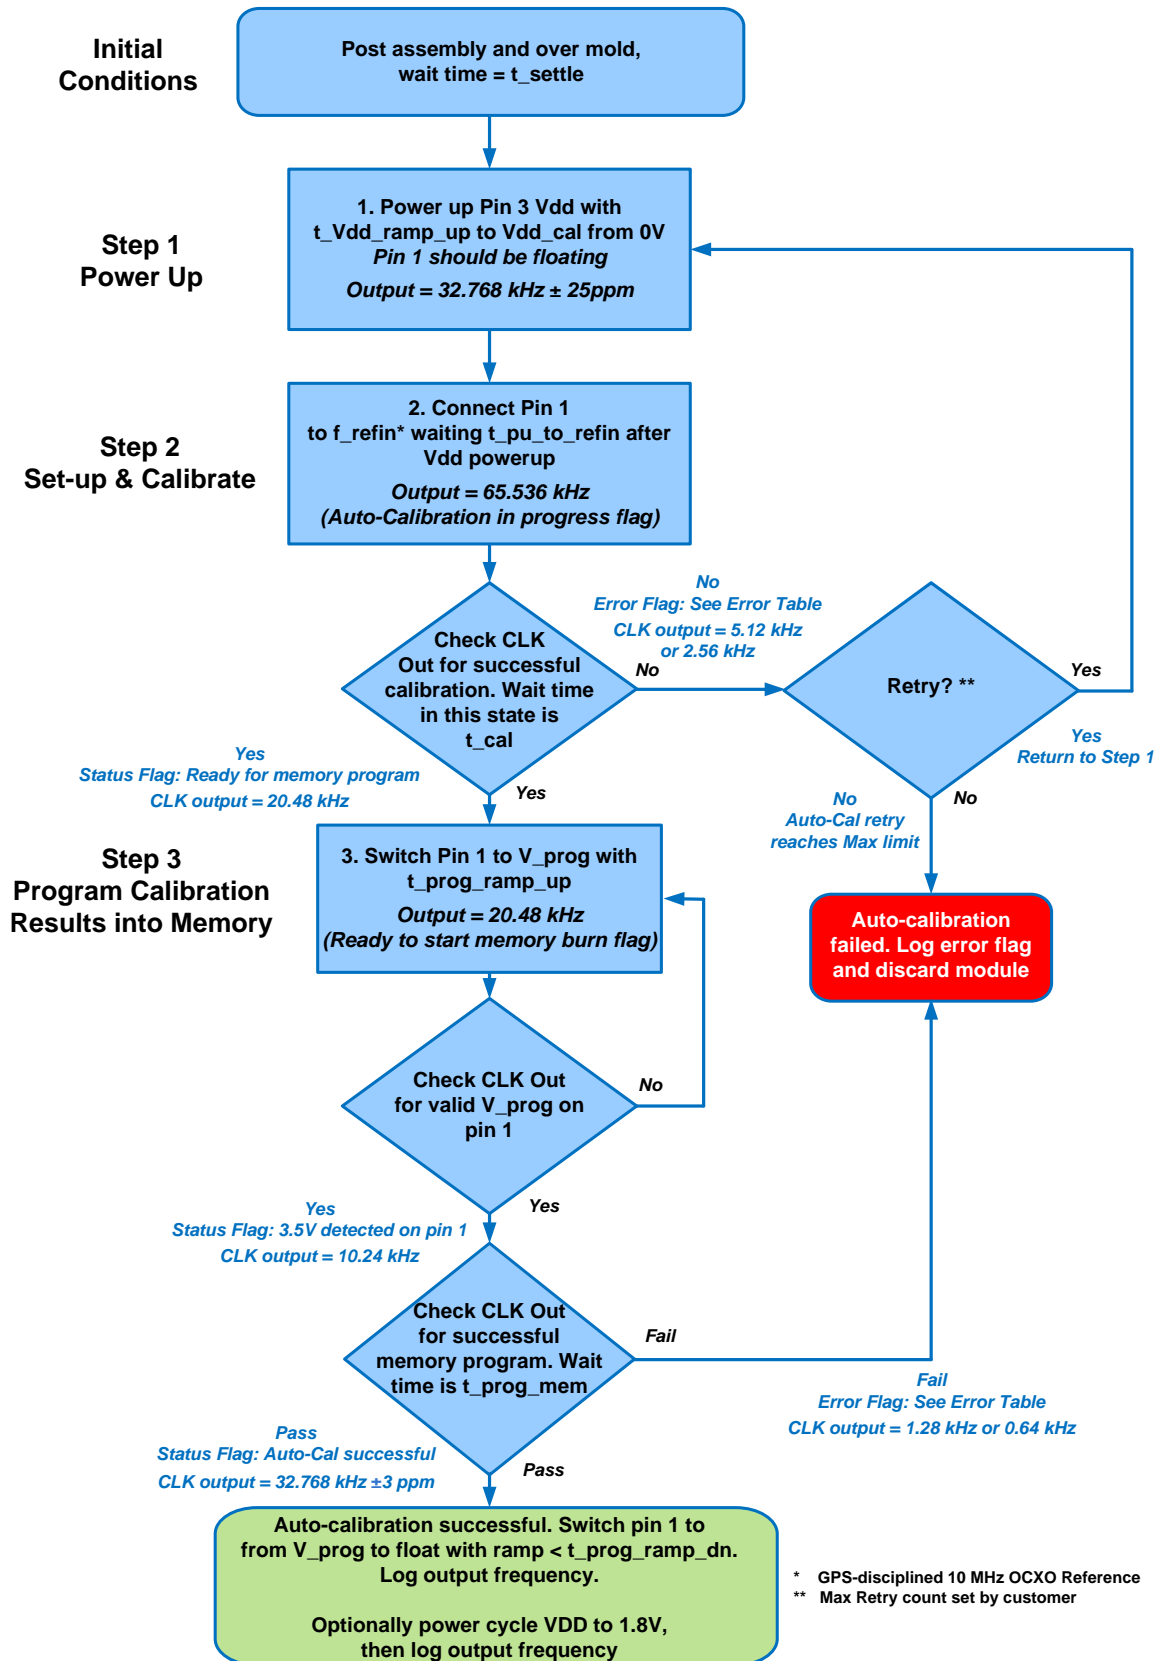 Initial
Conditions
Post assembly and over mold,
wait time = t_settle
Step 1
Power Up
1. Power up Pin 3 Vdd with
t_Vdd_ramp_up to Vdd_cal from 0V
Pin 1 should be floating
Output = 32.768 kHz ± 25ppm
Step 2
Set-up & Calibrate
2. Connect Pin 1
to f_refin* waiting t_pu_to_refin after
Vdd powerup
Output = 65.536 kHz
(Auto-Calibration in progress flag)
Check CLK
Out for successful
calibration. Wait time
in this state is
t_cal
No
Error Flag: See Error Table
CLK output = 5.12 kHz
or 2.56 kHz
No
Retry? **
Yes
Yes
Return to Step 1
Yes
Status Flag: Ready for memory program
CLK output = 20.48 kHz
Yes
No
Auto-Cal retry
reaches Max limit
No
Step 3
Program Calibration
Results into Memory
3. Switch Pin 1 to V_prog with
t_prog_ramp_up
Output = 20.48 kHz
(Ready to start memory burn flag)
Auto-calibration
failed. Log error flag
and discard module
Check CLK Out
for valid V_prog on
pin 1
No
Yes
Status Flag: 3.5V detected on pin 1
CLK output = 10.24 kHz
Yes
Check CLK Out
for successful
memory program. Wait
time is t_prog_mem
Fail
Fail
Error Flag: See Error Table
CLK output = 1.28 kHz or 0.64 kHz
Pass
Status Flag: Auto-Cal successful
CLK output = 32.768 kHz ±3 ppm
Pass
Auto-calibration successful. Switch pin 1 to
from V_prog to float with ramp < t_prog_ramp_dn.
Log output frequency.
Optionally power cycle VDD to 1.8V,
then log output frequency
* GPS-disciplined 10 MHz OCXO Reference
** Max Retry count set by customer